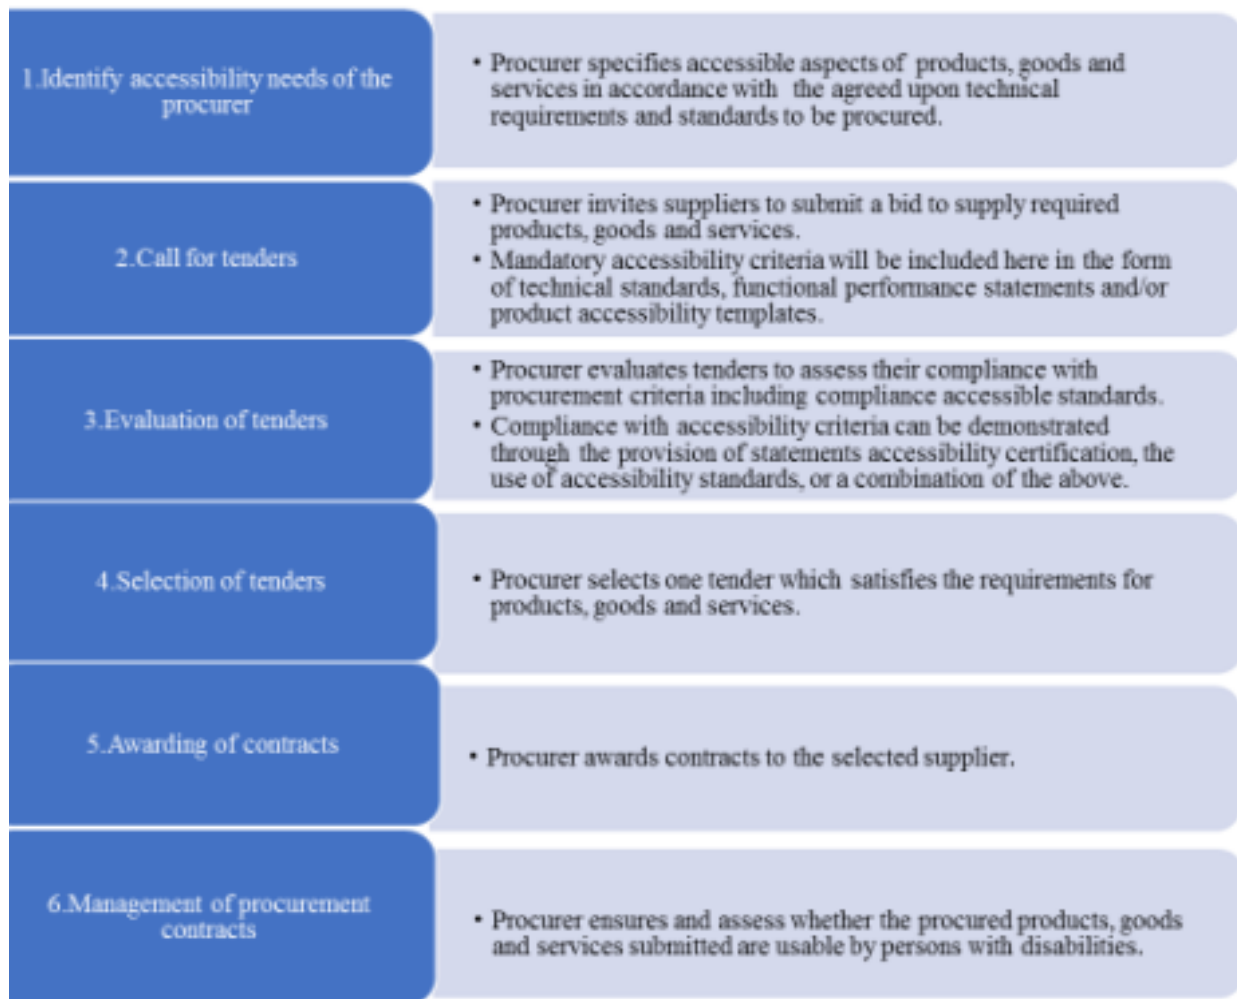 1.Identify accessibility needs of the
procurer
• Procurer specifies accessible aspects of products, goods and
services in accordance with the agreed upon technical
requirements and standards to be procured.
2.Call for tenders
• Procurer invites suppliers to submit a bid to supply required
products, goods and services.
• Mandatory accessibility criteria will be included here in the form
of technical standards, functional performance statements and/or
product accessibility templates.
3.Evaluation of tenders
• Procurer evaluates tenders to assess their compliance with
procurement criteria including compliance accessible standards.
• Compliance with accessibility criteria can be demonstrated
through the provision of statements accessibility certification, the
use of accessibility standards, or a combination of the above.
4.Selection of tenders
• Procurer selects one tender which satisfies the requirements for
products, goods and services.
5.Awarding of contracts
• Procurer awards contracts to the selected supplier.
6.Management of procurement
contracts
• Procurer ensures and assess whether the procured products, goods
and services submitted are usable by persons with disabilities.